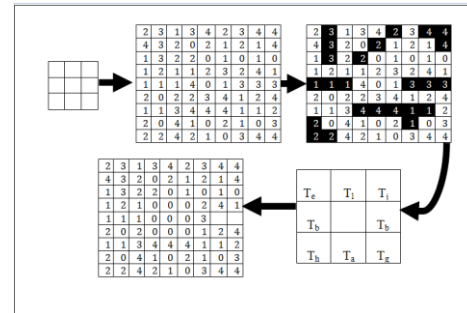 2 3 1 3 4 2 3 4 4
4 3 2 0 2 1 2 1 4
1 3 2 2 0 1 0 1 0
1 2 1 1 2 3 2 4 1
1 1 1 4 0 1 3 3 3
2 0 2 2 3 4 1 2 4
1 1 3 4 4 4 1 1 2
2 0 4 1 0 2 1 0 3
2 2 4 2 1 0 3 4 4
2 3 1 3 4 2 3 4 4
4 3 2 0 2 1 2 1 4
1 3 2 2 0 1 0 1 0
1 2 1 1 2 3 2 4 1
1 1 1 4 0 1 3 3 3
2 0 2 2 3 4 1 2 4
1 1 3 4 4 4 1 1 2
2 0 4 1 0 2 1 0 3
2 2 4 2 1 0 3 4 4
2 3 1 3 4 2 3 4 4
4 3 2 0 2 1 2 1 4
1 3 2 2 0 1 0 1 0
1 2 1 0 0 0 2 4 1
1 1 1 0 0 0 3
2 0 2 0 0 0 1 2 4
1 1 3 4 4 4 1 1 2
2 0 4 1 0 2 1 0 3
2 2 4 2 1 0 3 4 4
Te Tl Ti
Tb Tb
Th Ta Tg